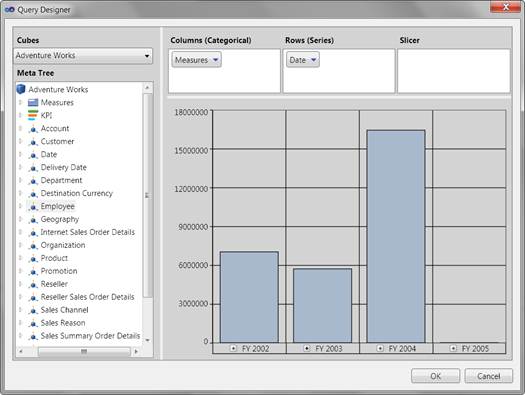 Query Designer
Cubes
Adventure Works
Meta Tree
Adventure Works
Measures
KPI
Account
Customer
Date
Delivery Date
Department
Destination Currency
Employee
Geography
Internet Sales Order Details
Organization
Product
Promotion
Reseller
Reseller Sales Order Details
Sales Channel
Sales Reason
Sales Summary Order Details
Columns (Categorical)
Rows (Series)
Slicer
Measures
Date
18000000
15000000
12000000
9000000
6000000
3000000
0
FY 2002
FY 2003
FY 2004
FY 2005
OK
Cancel